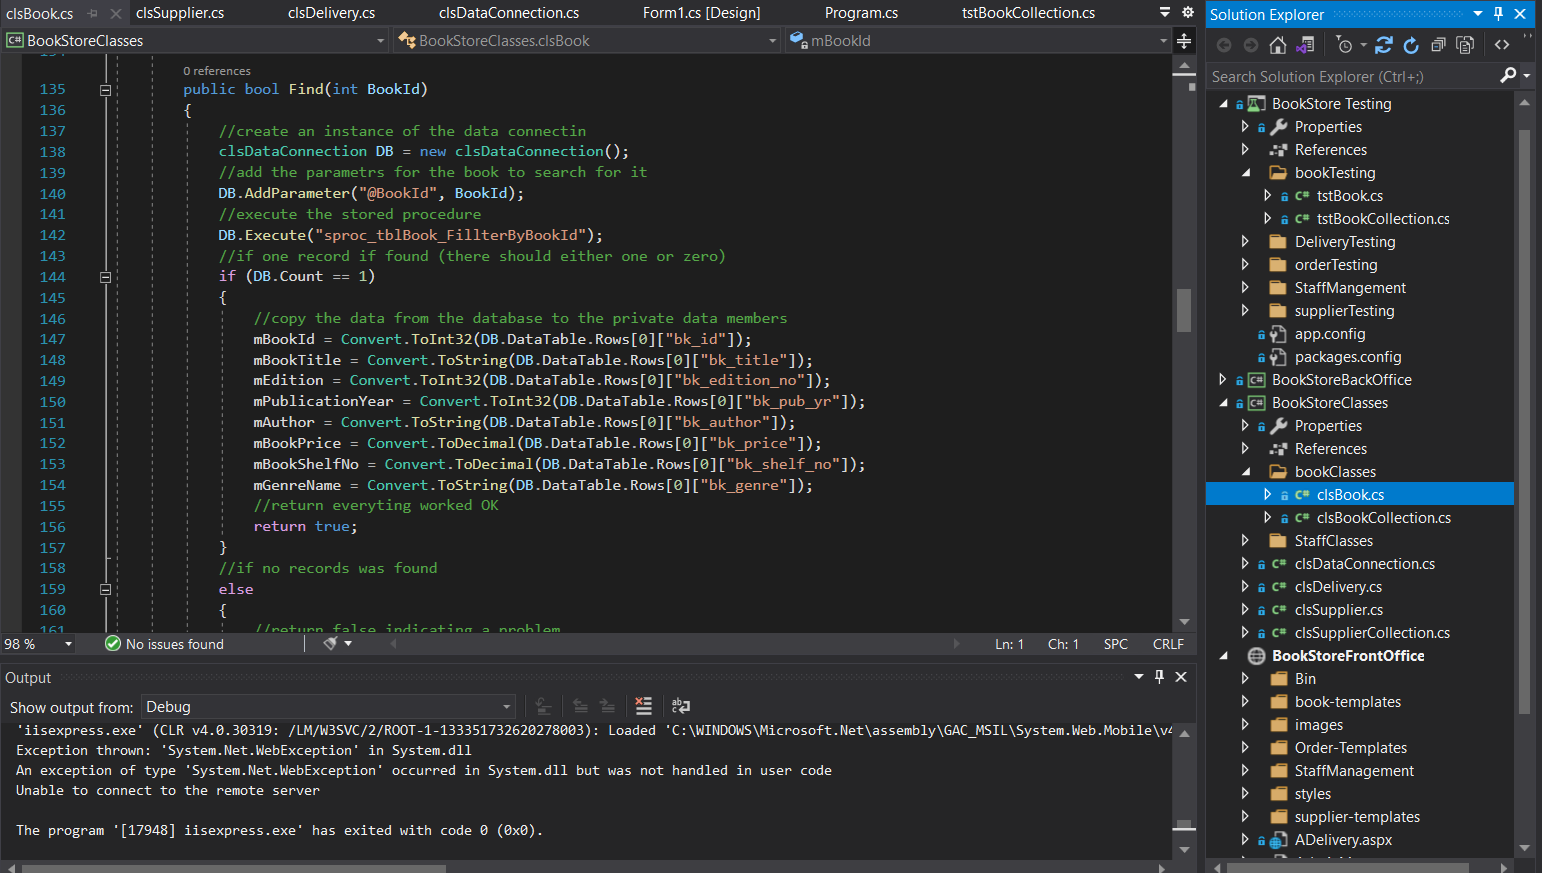 clsBook.cs clsSupplier.cs clsDelivery.cs clsDataConnection.cs Form1.cs [Design] Program.cs tstBookCollection.cs
BookStoreClasses BookStoreClasses.clsBook mBookId
0 references
135 public bool Find(int BookId)
136 {
137 //create an instance of the data connectin
138 clsDataConnection DB = new clsDataConnection();
139 //add the parametrs for the book to search for it
140 DB.AddParameter("@BookId", BookId);
141 //execute the stored procedure
142 DB.Execute("sproc_tblBook_FillterByBookId");
143 //if one record if found (there should either one or zero)
144 if (DB.Count == 1)
145 {
146 //copy the data from the database to the private data members
147 mBookId = Convert.ToInt32(DB.DataTable.Rows[0]["bk_id"]);
148 mBookTitle = Convert.ToString(DB.DataTable.Rows[0]["bk_title"]);
149 mEdition = Convert.ToInt32(DB.DataTable.Rows[0]["bk_edition_no"]);
150 mPublicationYear = Convert.ToInt32(DB.DataTable.Rows[0]["bk_pub_yr"]);
151 mAuthor = Convert.ToString(DB.DataTable.Rows[0]["bk_author"]);
152 mBookPrice = Convert.ToDecimal(DB.DataTable.Rows[0]["bk_price"]);
153 mBookShelfNo = Convert.ToDecimal(DB.DataTable.Rows[0]["bk_shelf_no"]);
154 mGenreName = Convert.ToString(DB.DataTable.Rows[0]["bk_genre"]);
155 //return everyting worked OK
156 return true;
157 }
158 //if no records was found
159 else
160 {
161 //return false indicating a problem
98 % No issues found Ln: 1 Ch: 1 SPC CRLF
Output
Show output from: Debug
'iisexpress.exe' (CLR v4.0.30319: /LM/W3SVC/2/ROOT-1-133351732620278003): Loaded 'C:\WINDOWS\Microsoft.Net\assembly\GAC_MSIL\System.Web.Mobile\v4
Exception thrown: 'System.Net.WebException' in System.dll
An exception of type 'System.Net.WebException' occurred in System.dll but was not handled in user code
Unable to connect to the remote server
The program '[17948] iisexpress.exe' has exited with code 0 (0x0).
Solution Explorer
Search Solution Explorer (Ctrl+;)
BookStore Testing
Properties
References
bookTesting
C# tstBook.cs
C# tstBookCollection.cs
DeliveryTesting
orderTesting
StaffMangement
supplierTesting
app.config
packages.config
C# BookStoreBackOffice
C# BookStoreClasses
Properties
References
bookClasses
C# clsBook.cs
C# clsBookCollection.cs
StaffClasses
C# clsDataConnection.cs
C# clsDelivery.cs
C# clsSupplier.cs
C# clsSupplierCollection.cs
BookStoreFrontOffice
Bin
book-templates
images
Order-Templates
StaffManagement
styles
supplier-templates
ADelivery.aspx